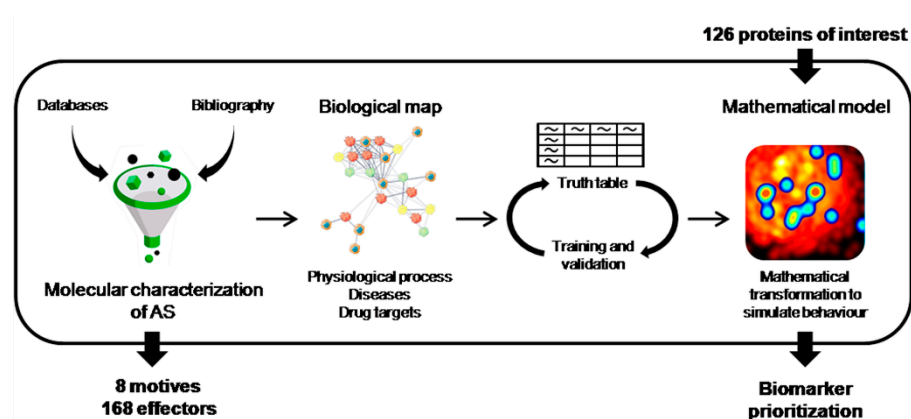 126 proteins of interest
Databases
Bibliography
Molecular characterization
of AS
Biological map
Physiological process
Diseases
Drug targets
Truth table
Training and
validation
Mathematical model
Mathematical
transformation to
simulate behaviour
8 motives
168 effectors
Biomarker
prioritization